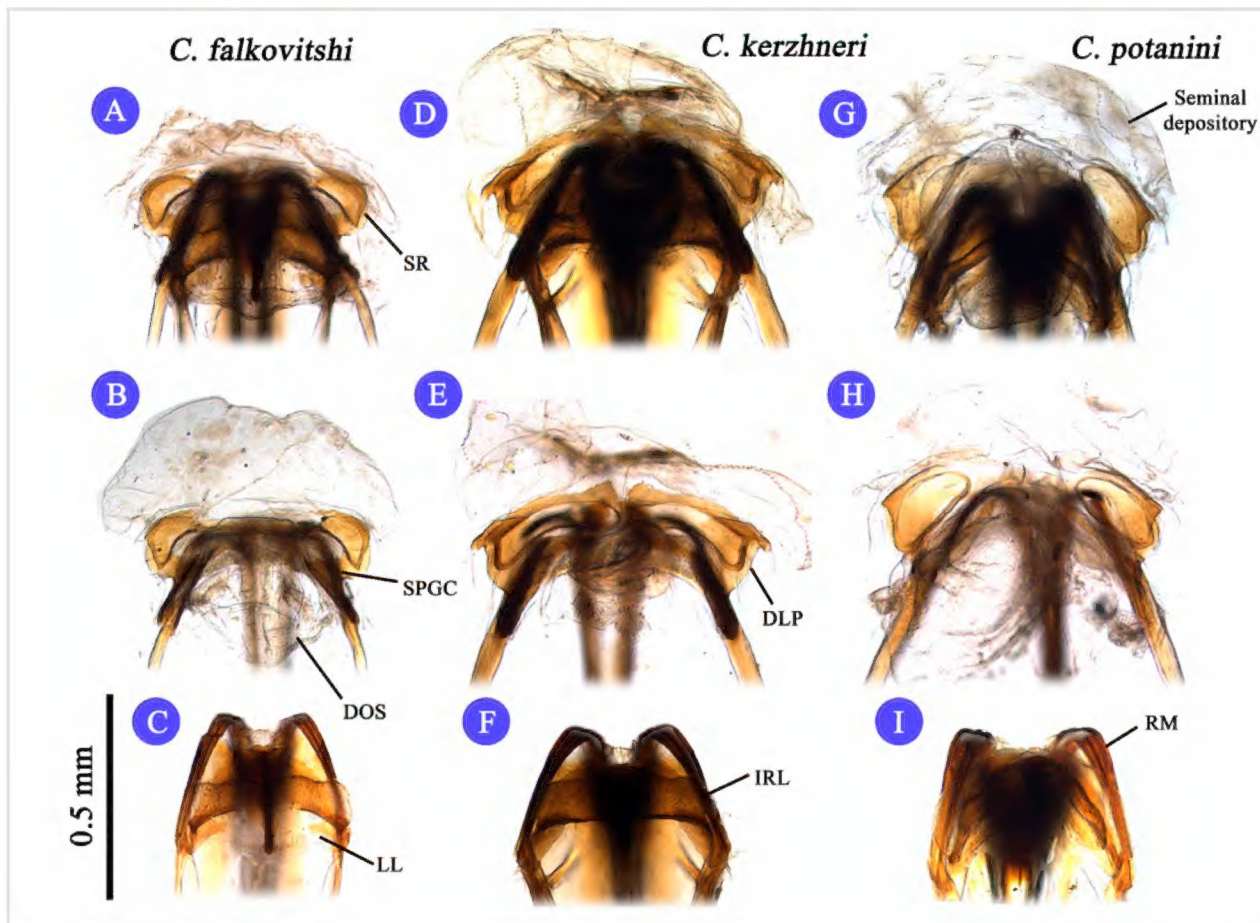 C. falkovitshi
C. kerzhneri
C. potanini
A
D
G
Seminal
depository
SR
B
E
H
SPGC
DLP
DOS
C
F
I
RM
IRL
LL
0.5 mm